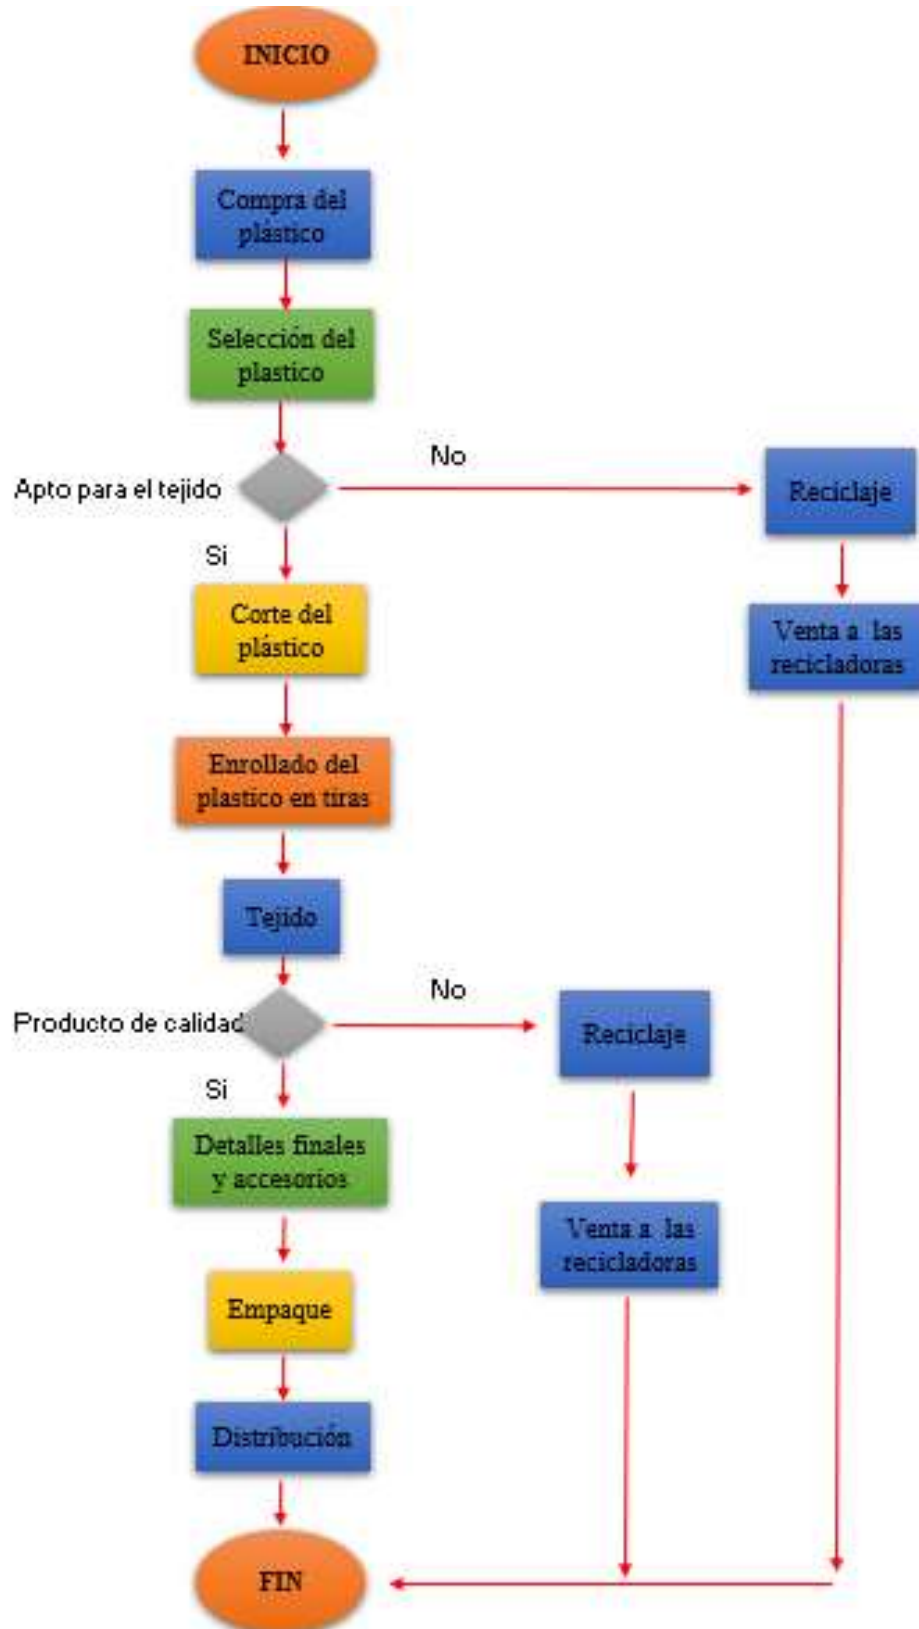 INICIO
Compra del
plástico
Selección del
plastico
No
Apto para el tejido
Reciclaje
Si
Corte del
plástico
Venta a las
recicladoras
Enrollado del
plastico en tiras
Tejido
No
Producto de calidad
Reciclaje
Si
Detalles finales
y accesorios
Venta a las
recicladoras
Empaque
Distribución
FIN